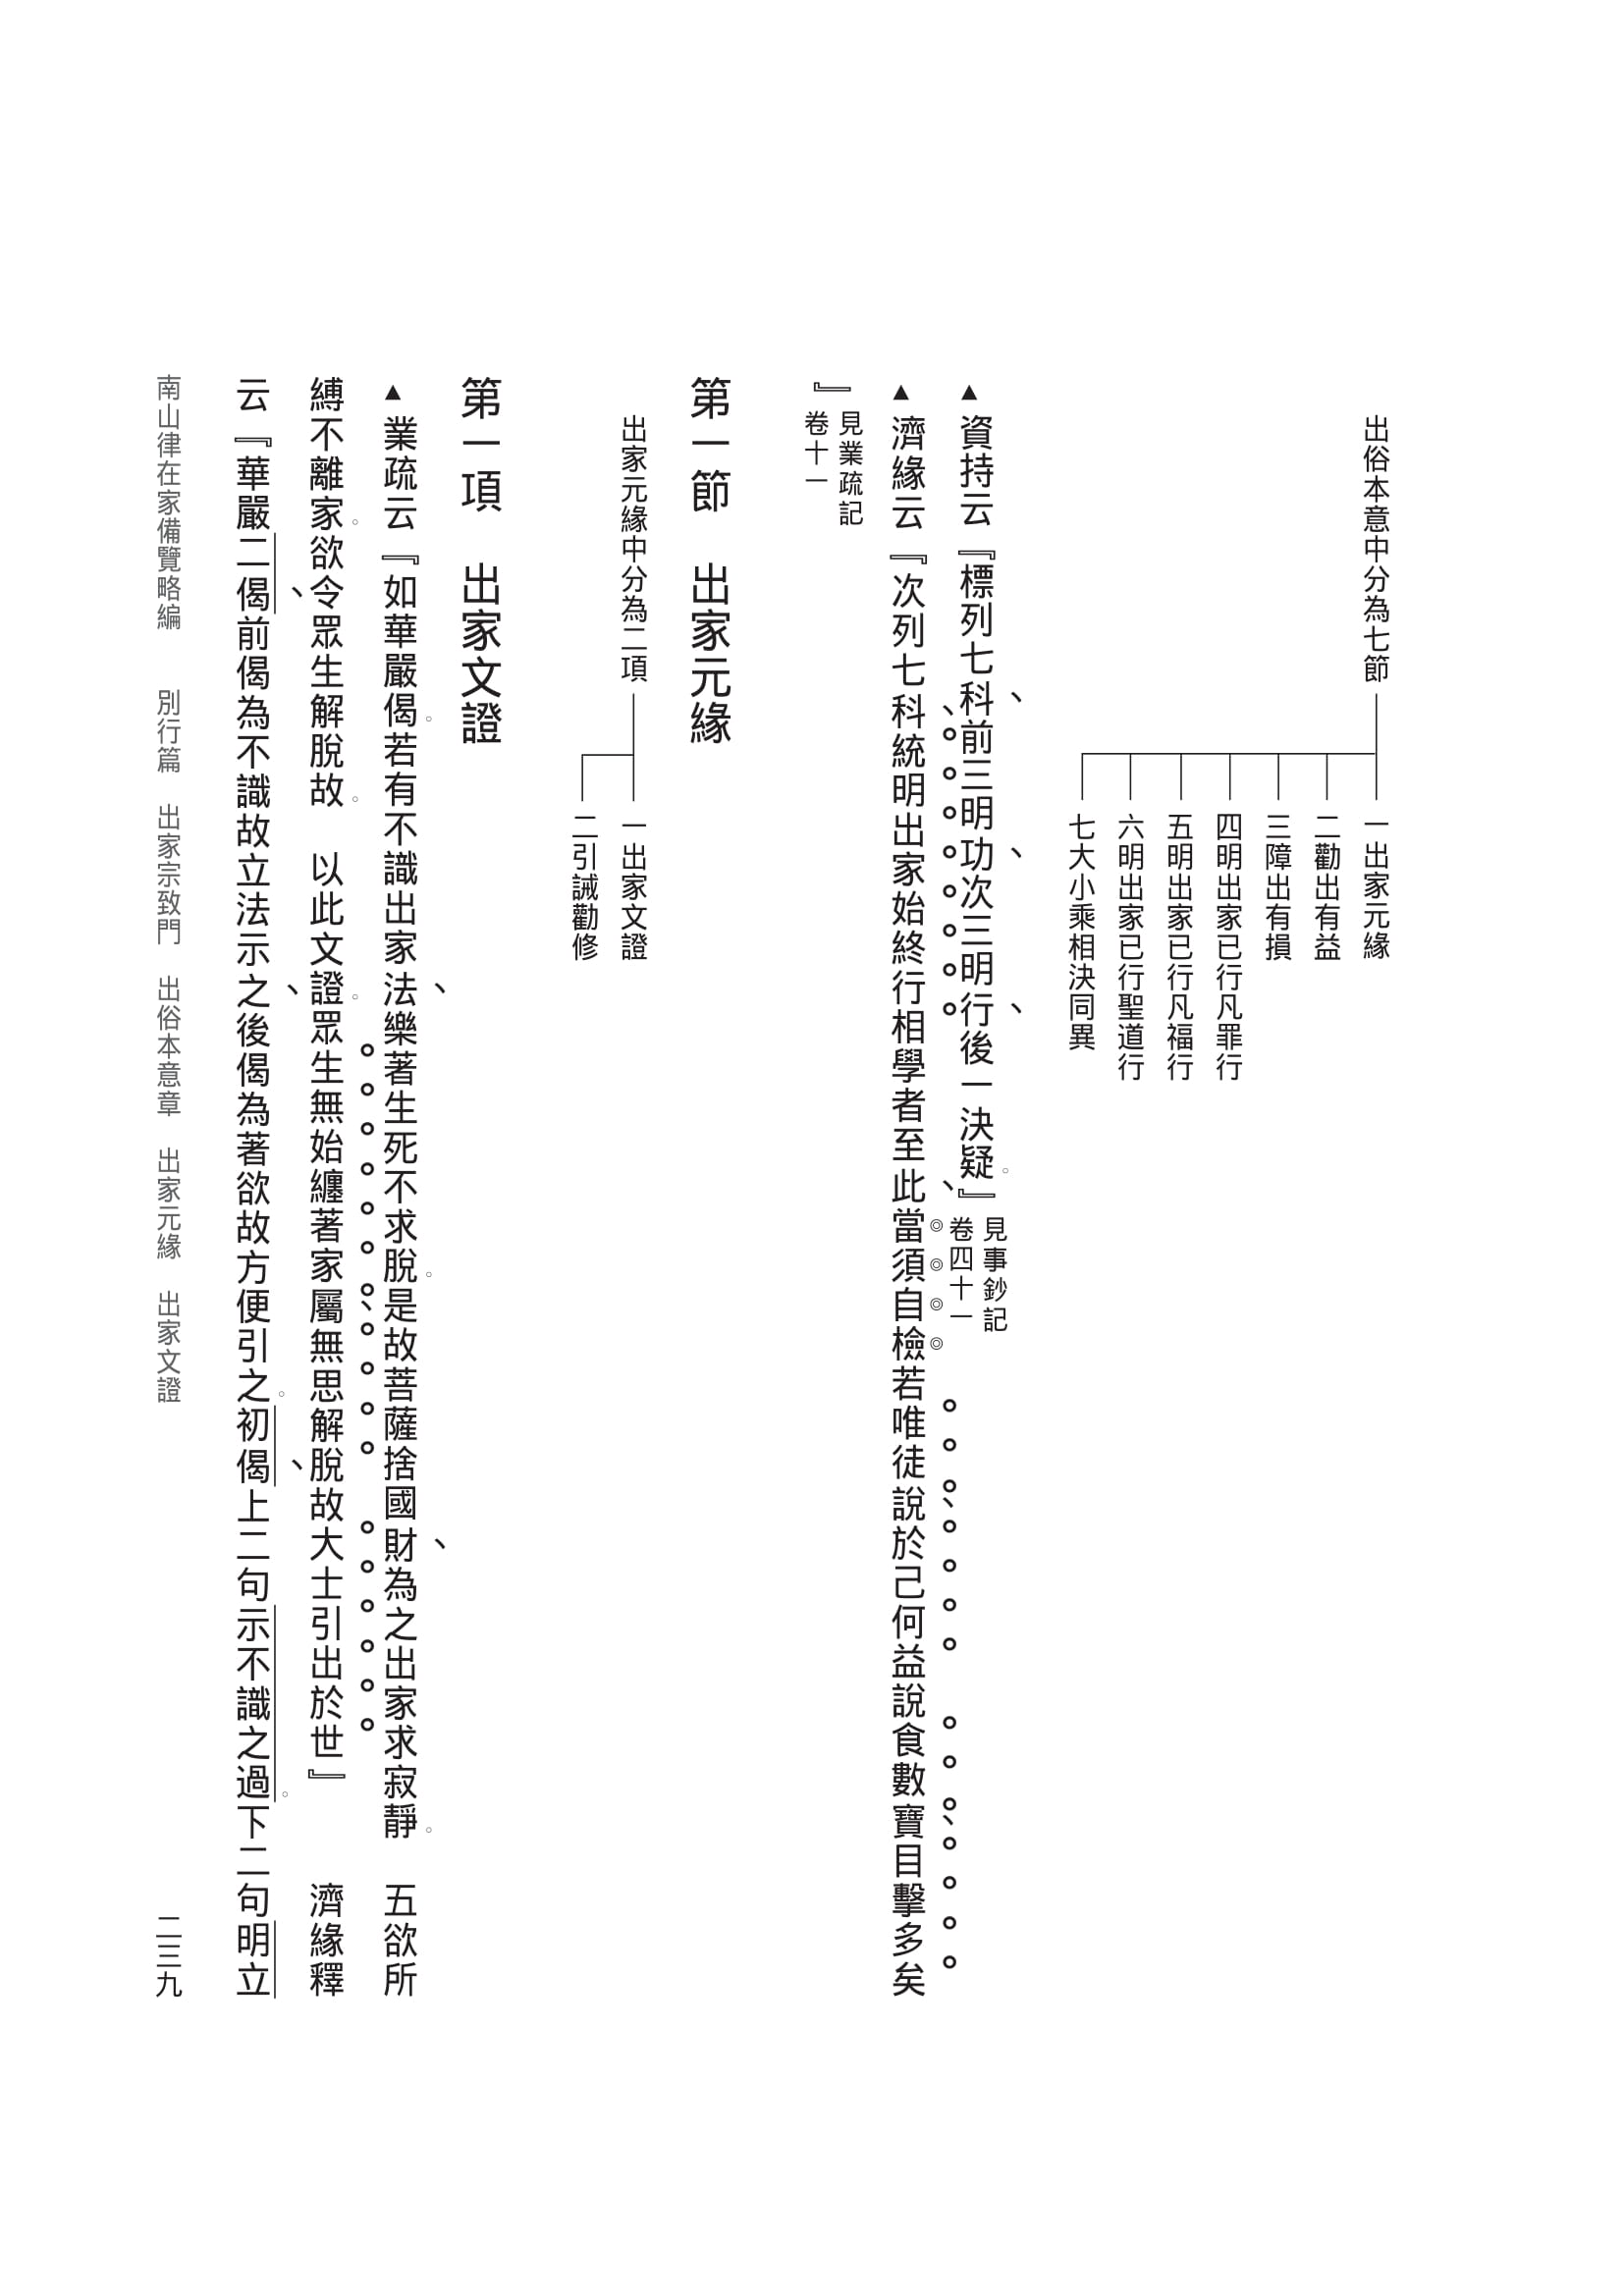 出俗本意中分為七節
一出家元緣
二勸出有益
三障出有損
四明出家已行凡罪行
五明出家已行凡福行
六明出家已行聖道行
七大小乘相決同異
▲資持云『標列七科、前三明功、次三明行、後一決疑。』見事鈔記卷四十一
▲濟緣云『次列七科、統明出家始終行相學者至此、當須自檢若唯徒說、於己何益說食數寶、目擊多矣
』見業疏記卷十一
第一節　出家元緣
出家元緣中分為二項
一出家文證
二引誡勸修
第一項　出家文證
▲業疏云『如華嚴偈。若有不識出家法、樂著生死不求脫。是故菩薩捨國財、為之出家求寂靜。　五欲所
縛不離家。欲令眾生解脫故。　以此文證。眾生無始纏著家屬、無思解脫故大士引出於世』　　濟緣釋
云『華嚴二偈、前偈為不識故立法示之、後偈為著欲故方便引之。初偈、上二句示不識之過。下二句明立
南山律在家備覽略編　　別行篇　出家宗致門　出俗本意章　出家元緣　出家文證
二三九